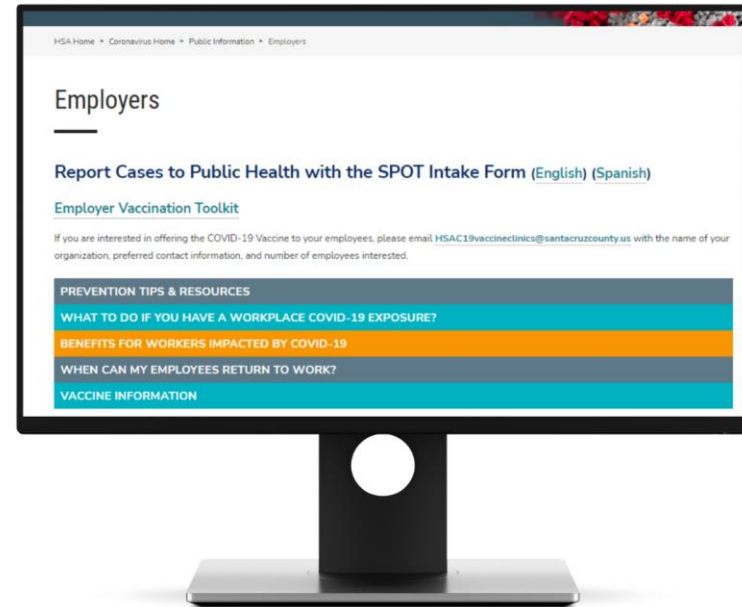 HSA Home ▸ Coronavirus Home ▸ Public Information ▸ Employers
Employers
Report Cases to Public Health with the SPOT Intake Form (English) (Spanish)
Employer Vaccination Toolkit
If you are interested in offering the COVID-19 Vaccine to your employees, please email HSAC19vaccineclinics@santacruzcounty.us with the name of your
organization, preferred contact information, and number of employees interested.
PREVENTION TIPS & RESOURCES
WHAT TO DO IF YOU HAVE A WORKPLACE COVID-19 EXPOSURE?
BENEFITS FOR WORKERS IMPACTED BY COVID-19
WHEN CAN MY EMPLOYEES RETURN TO WORK?
VACCINE INFORMATION